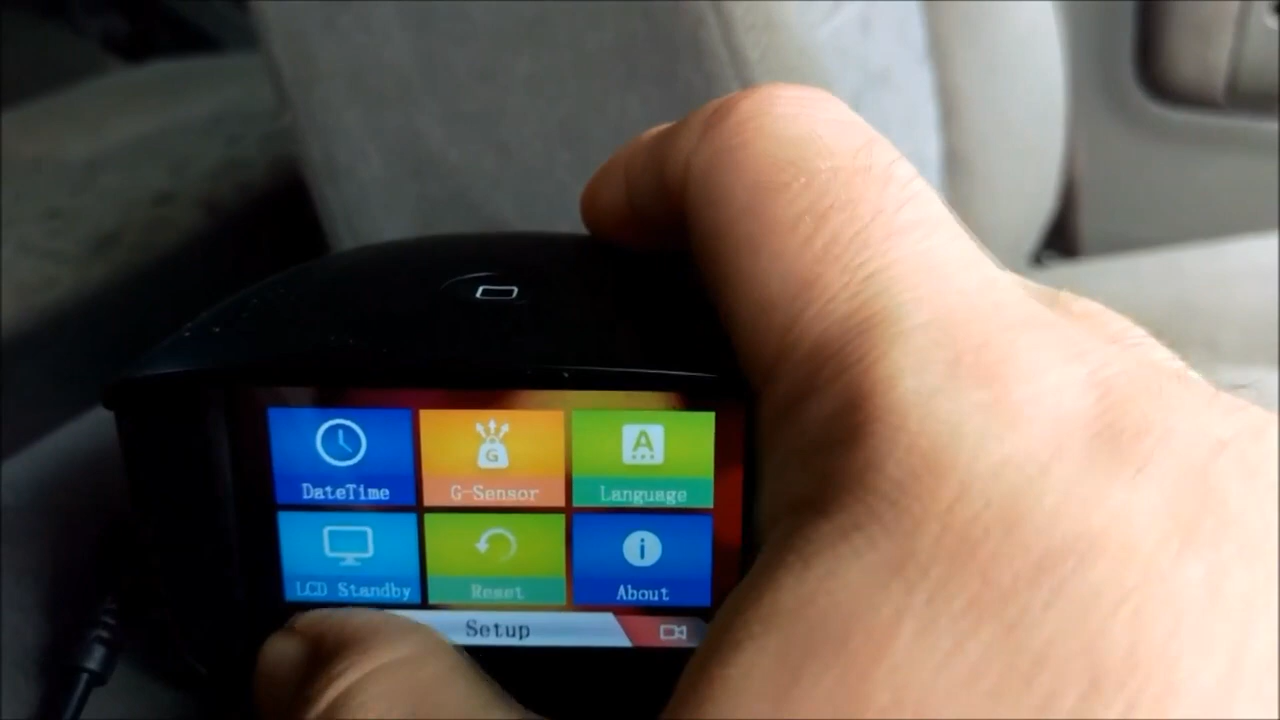 DateTime
G-Sensor
G
A
Language
LCD Standby
Reset
i
About
Setup